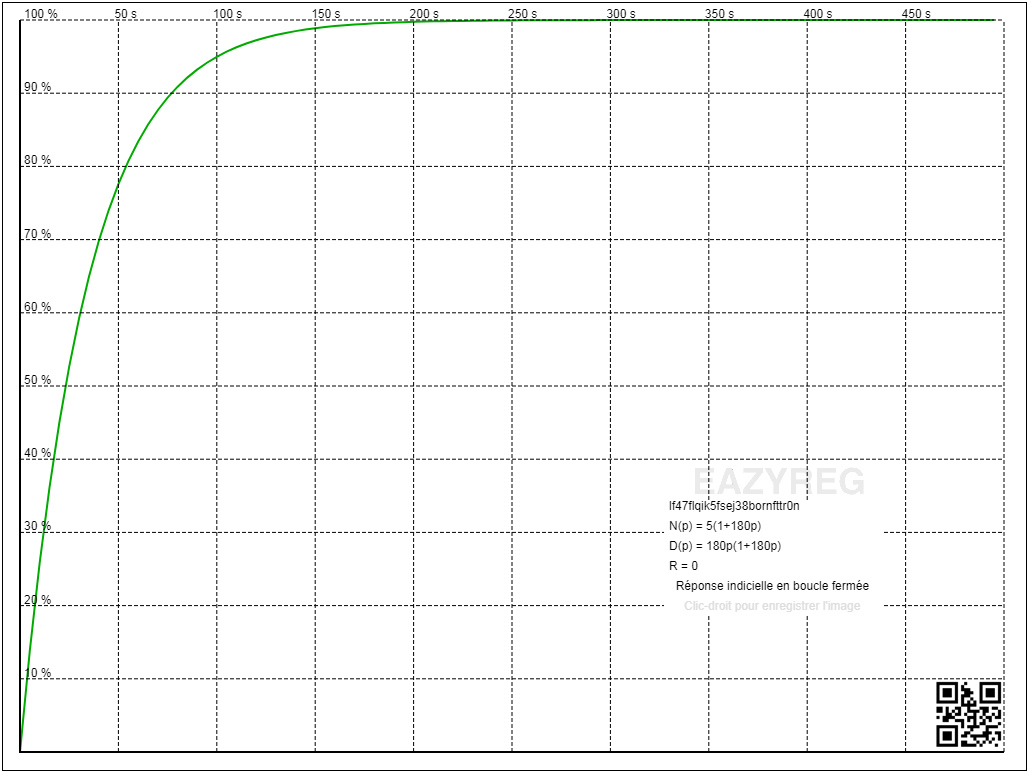 100 % 50 s 100 s 150 s 200 s 250 s 300 s 350 s 400 s 450 s
90 %
80 %
70 %
60 %
50 %
40 %
EAZYREG
lf47flqik5fsej38bornfttr0n
N(p) = 5(1+180p)
30 %
D(p) = 180p(1+180p)
R = 0
Réponse indicielle en boucle fermée
20 %
Clic-droit pour enregistrer l'image
10 %